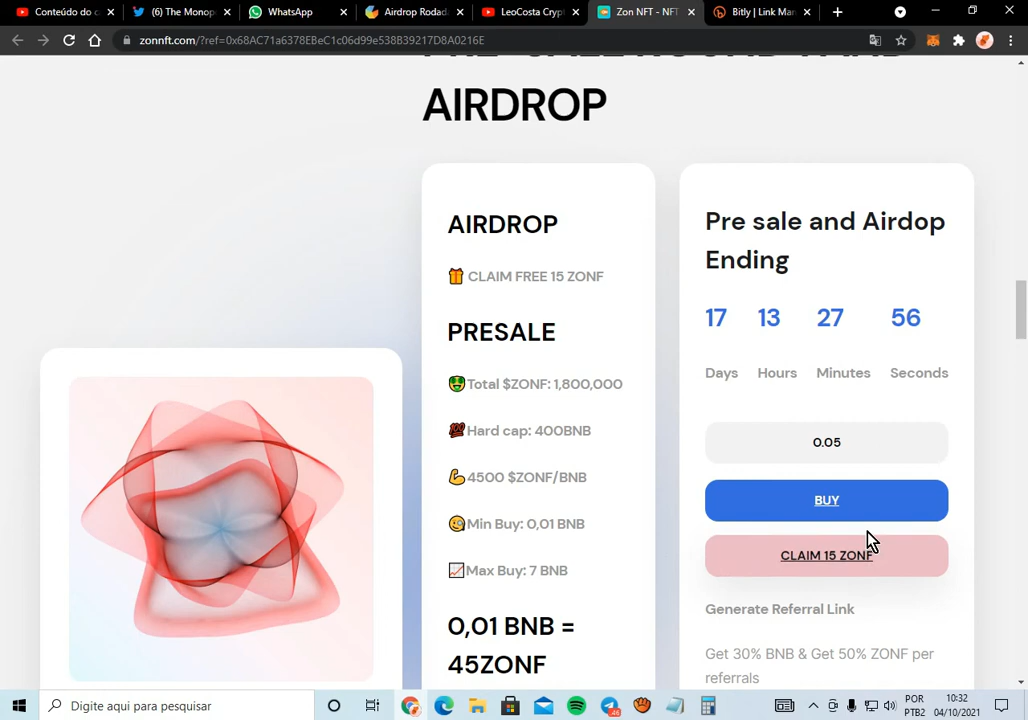 Conteúdo do c
(6) The Monop
WhatsApp
Airdrop Rodad
LeoCosta Cryp
Zon NFT - NFT
Bitly | Link Man
zonnft.com/?ref=0x68AC71a6378EBeC1c06d99e538B39217D8A0216E
AIRDROP
AIRDROP
CLAIM FREE 15 ZONF
PRESALE
Total $ZONF: 1,800,000
Hard cap: 400BNB
4500 $ZONF/BNB
Min Buy: 0,01 BNB
Max Buy: 7 BNB
0,01 BNB =
45ZONF
Pre sale and Airdop
Ending
17 13 27 56
Days Hours Minutes Seconds
0.05
BUY
CLAIM 15 ZONF
Generate Referral Link
Get 30% BNB & Get 50% ZONF per
referrals
Digite aqui para pesquisar
POR
PTB2
10:32
04/10/2021